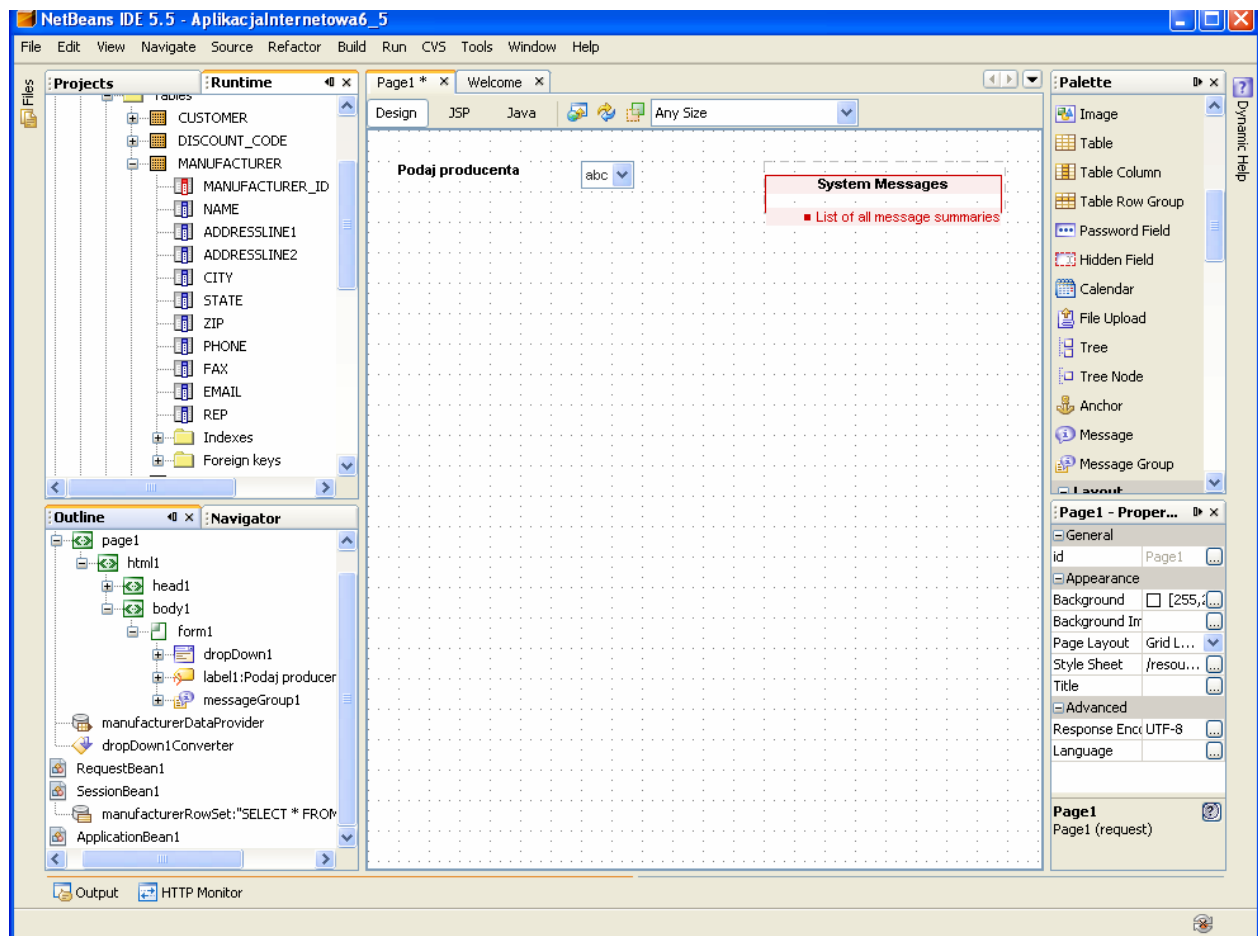 NetBeans IDE 5.5 - AplikacjaInternetowa6_5
File Edit View Navigate Source Refactor Build Run CVS Tools Window Help
Files
Projects
Runtime
Tables
CUSTOMER
DISCOUNT_CODE
MANUFACTURER
MANUFACTURER_ID
NAME
ADDRESSLINE1
ADDRESSLINE2
CITY
STATE
ZIP
PHONE
FAX
EMAIL
REP
Indexes
Foreign keys
Outline
Navigator
page1
html1
head1
body1
form1
dropDown1
label1:Podaj producer
messageGroup1
manufacturerDataProvider
dropDown1Converter
RequestBean1
SessionBean1
manufacturerRowSet:"SELECT * FROM
ApplicationBean1
Page1 *
Welcome
Design JSP Java Any Size
Podaj producenta
abc
System Messages
List of all message summaries
Palette
Image
Table
Table Column
Table Row Group
Password Field
Hidden Field
Calendar
File Upload
Tree
Tree Node
Anchor
Message
Message Group
Layout
Page1 - Proper...
General
id Page1 ...
Appearance
Background [255,2 ...
Background Im ...
Page Layout Grid L...
Style Sheet /resou... ...
Title ...
Advanced
Response Enco UTF-8 ...
Language ...
Page1
Page1 (request)
Dynamic Help
Output HTTP Monitor